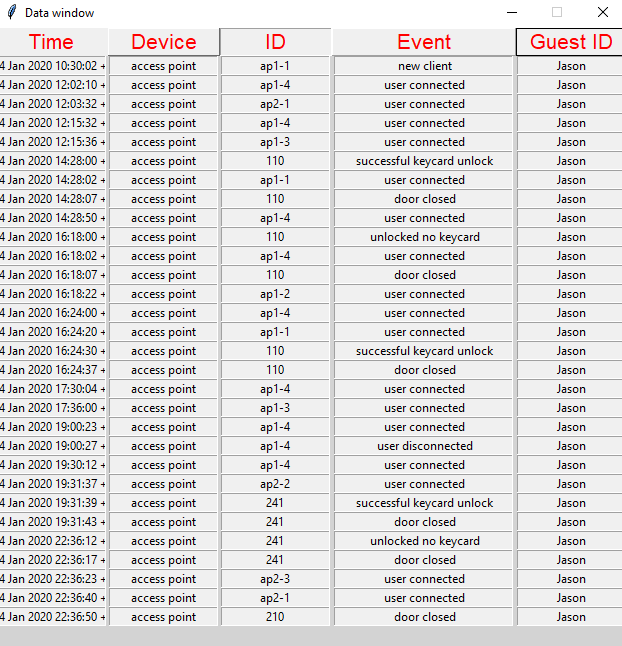 Data window
Time Device ID Event Guest ID
4 Jan 2020 10:30:02 + access point ap1-1 new client Jason
4 Jan 2020 12:02:10 + access point ap1-4 user connected Jason
4 Jan 2020 12:03:32 + access point ap2-1 user connected Jason
4 Jan 2020 12:15:32 + access point ap1-4 user connected Jason
4 Jan 2020 12:15:36 + access point ap1-3 user connected Jason
4 Jan 2020 14:28:00 + access point 110 successful keycard unlock Jason
4 Jan 2020 14:28:02 + access point ap1-1 user connected Jason
4 Jan 2020 14:28:07 + access point 110 door closed Jason
4 Jan 2020 14:28:50 + access point ap1-4 user connected Jason
4 Jan 2020 16:18:00 + access point 110 unlocked no keycard Jason
4 Jan 2020 16:18:02 + access point ap1-4 user connected Jason
4 Jan 2020 16:18:07 + access point 110 door closed Jason
4 Jan 2020 16:18:22 + access point ap1-2 user connected Jason
4 Jan 2020 16:24:00 + access point ap1-4 user connected Jason
4 Jan 2020 16:24:20 + access point ap1-1 user connected Jason
4 Jan 2020 16:24:30 + access point 110 successful keycard unlock Jason
4 Jan 2020 16:24:37 + access point 110 door closed Jason
4 Jan 2020 17:30:04 + access point ap1-4 user connected Jason
4 Jan 2020 17:36:00 + access point ap1-3 user connected Jason
4 Jan 2020 19:00:23 + access point ap1-4 user connected Jason
4 Jan 2020 19:00:27 + access point ap1-4 user disconnected Jason
4 Jan 2020 19:30:12 + access point ap1-4 user connected Jason
4 Jan 2020 19:31:37 + access point ap2-2 user connected Jason
4 Jan 2020 19:31:39 + access point 241 successful keycard unlock Jason
4 Jan 2020 19:31:43 + access point 241 door closed Jason
4 Jan 2020 22:36:12 + access point 241 unlocked no keycard Jason
4 Jan 2020 22:36:17 + access point 241 door closed Jason
4 Jan 2020 22:36:23 + access point ap2-3 user connected Jason
4 Jan 2020 22:36:40 + access point ap2-1 user connected Jason
4 Jan 2020 22:36:50 + access point 210 door closed Jason